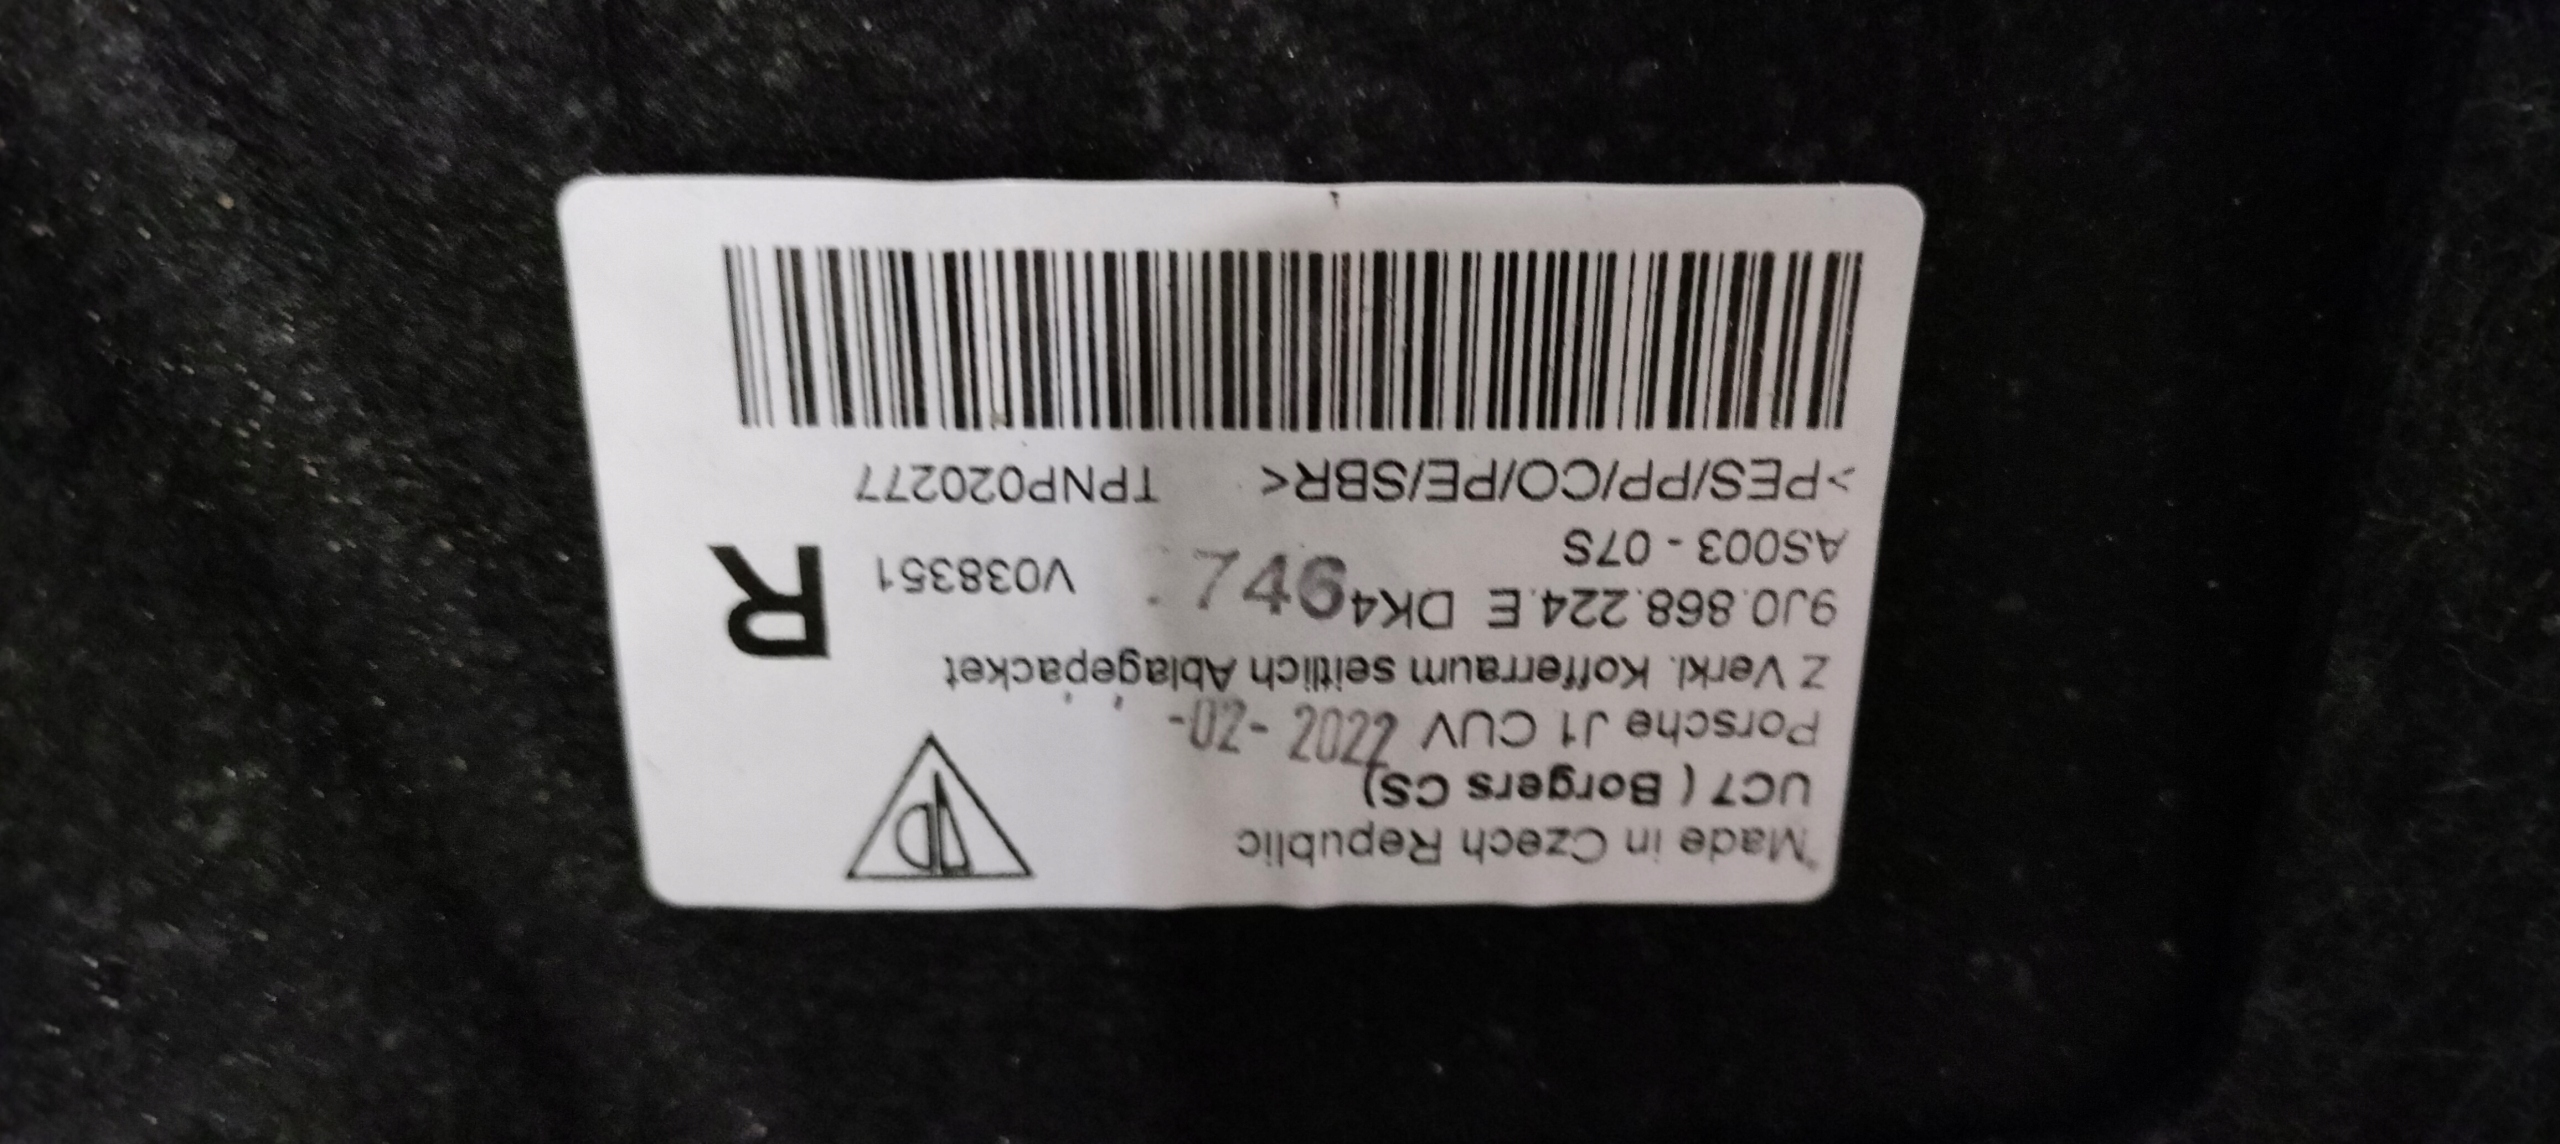 Made in Czech Republic
UC7 ( Borgers CS)
Porsche J1 CUV
-02- 2022
Z Verkl. Kofferraum seitlich Ablagepacket
9J0.868.224.E DK4
AS003 - 07S
V038351
R
>PES/PP/CO/PE/SBR< TPNP020277